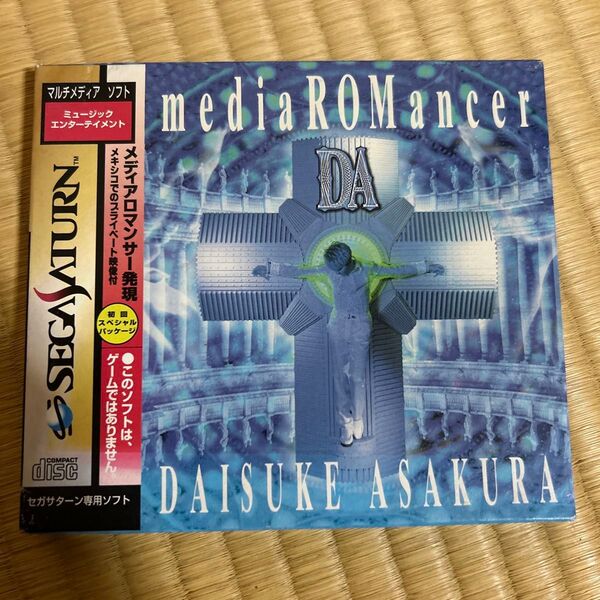 マルチメディア ソフト
ミュージック
エンターテイメント
SEGA SATURN™
メディアロマンサー発現
メキシコでのプライベート映像付
初回
スペシャル
パッケージ
●このソフトは、
ゲームではありません
COMPACT
disc
セガサターン専用ソフト
mediaROMancer
DA
DAISUKE ASAKURA